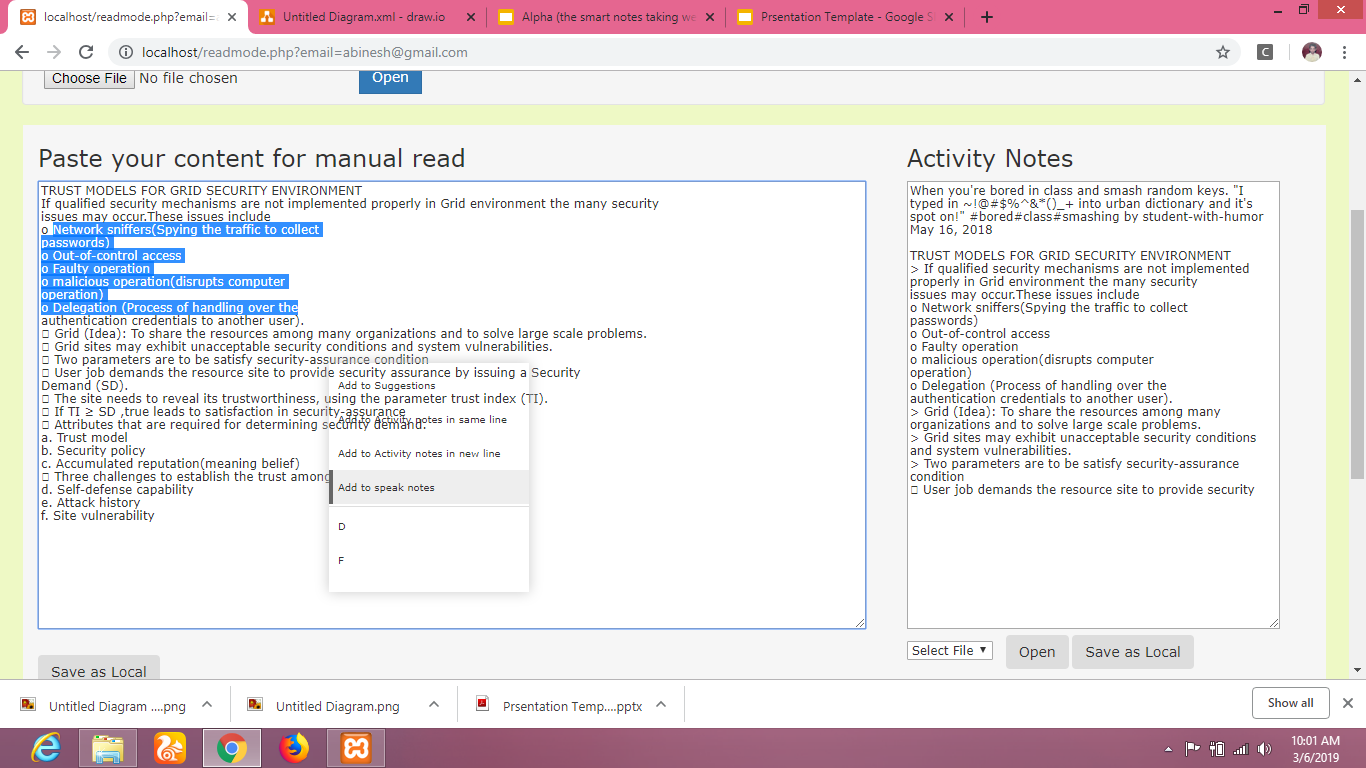 localhost/readmode.php?email=a
Untitled Diagram.xml - draw.io
Alpha (the smart notes taking we
Prsentation Template - Google S
localhost/readmode.php?email=abinesh@gmail.com
C
Choose File No file chosen
Open
Paste your content for manual read
TRUST MODELS FOR GRID SECURITY ENVIRONMENT
If qualified security mechanisms are not implemented properly in Grid environment the many security
issues may occur.These issues include
o Network sniffers(Spying the traffic to collect
passwords)
o Out-of-control access
o Faulty operation
o malicious operation(disrupts computer
operation)
o Delegation (Process of handling over the
authentication credentials to another user).
Grid (Idea): To share the resources among many organizations and to solve large scale problems.
Grid sites may exhibit unacceptable security conditions and system vulnerabilities.
Two parameters are to be satisfy security-assurance condition
User job demands the resource site to provide security assurance by issuing a Security
Demand (SD).
The site needs to reveal its trustworthiness, using the parameter trust index (TI).
If TI ≥ SD ,true leads to satisfaction in security-assurance
Attributes that are required for determining security demand.
a. Trust model
b. Security policy
c. Accumulated reputation(meaning belief)
Three challenges to establish the trust among
d. Self-defense capability
e. Attack history
f. Site vulnerability
Add to Suggestions
Add to Activity notes in same line
Add to Activity notes in new line
Add to speak notes
D
F
Save as Local
Activity Notes
When you're bored in class and smash random keys. "I
typed in ~!@#$%^&*()_+ into urban dictionary and it's
spot on!" #bored#class#smashing by student-with-humor
May 16, 2018
TRUST MODELS FOR GRID SECURITY ENVIRONMENT
> If qualified security mechanisms are not implemented
properly in Grid environment the many security
issues may occur.These issues include
o Network sniffers(Spying the traffic to collect
passwords)
o Out-of-control access
o Faulty operation
o malicious operation(disrupts computer
operation)
o Delegation (Process of handling over the
authentication credentials to another user).
> Grid (Idea): To share the resources among many
organizations and to solve large scale problems.
> Grid sites may exhibit unacceptable security conditions
and system vulnerabilities.
> Two parameters are to be satisfy security-assurance
condition
User job demands the resource site to provide security
Select File
Open
Save as Local
Untitled Diagram ....png
Untitled Diagram.png
Prsentation Temp....pptx
Show all
10:01 AM
3/6/2019